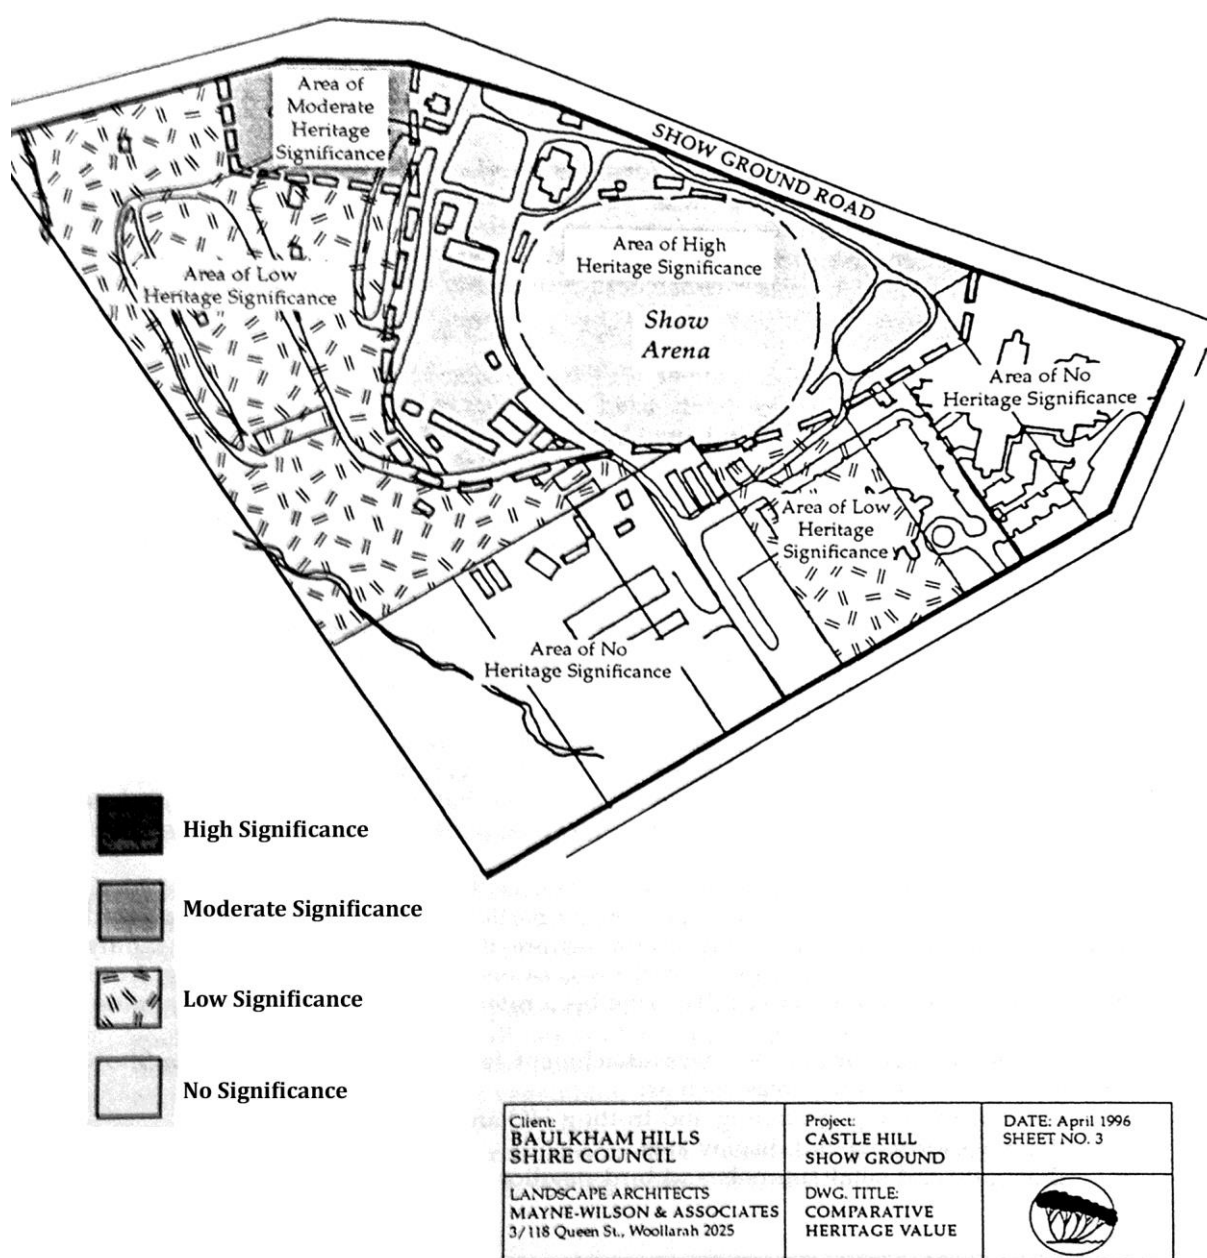 Area of
Moderate
Heritage
Significance
SHOW GROUND ROAD
Area of High
Heritage Significance
Show
Arena
Area of Low
Heritage Significance
Area of No
Heritage Significance
Area of Low
Heritage
Significance
Area of No
Heritage Significance
High Significance
Moderate Significance
Low Significance
No Significance
Client:
BAULKHAM HILLS
SHIRE COUNCIL
Project:
CASTLE HILL
SHOW GROUND
DATE: April 1996
SHEET NO. 3
LANDSCAPE ARCHITECTS
MAYNE-WILSON & ASSOCIATES
3/118 Queen St., Woollarah 2025
DWG. TITLE:
COMPARATIVE
HERITAGE VALUE